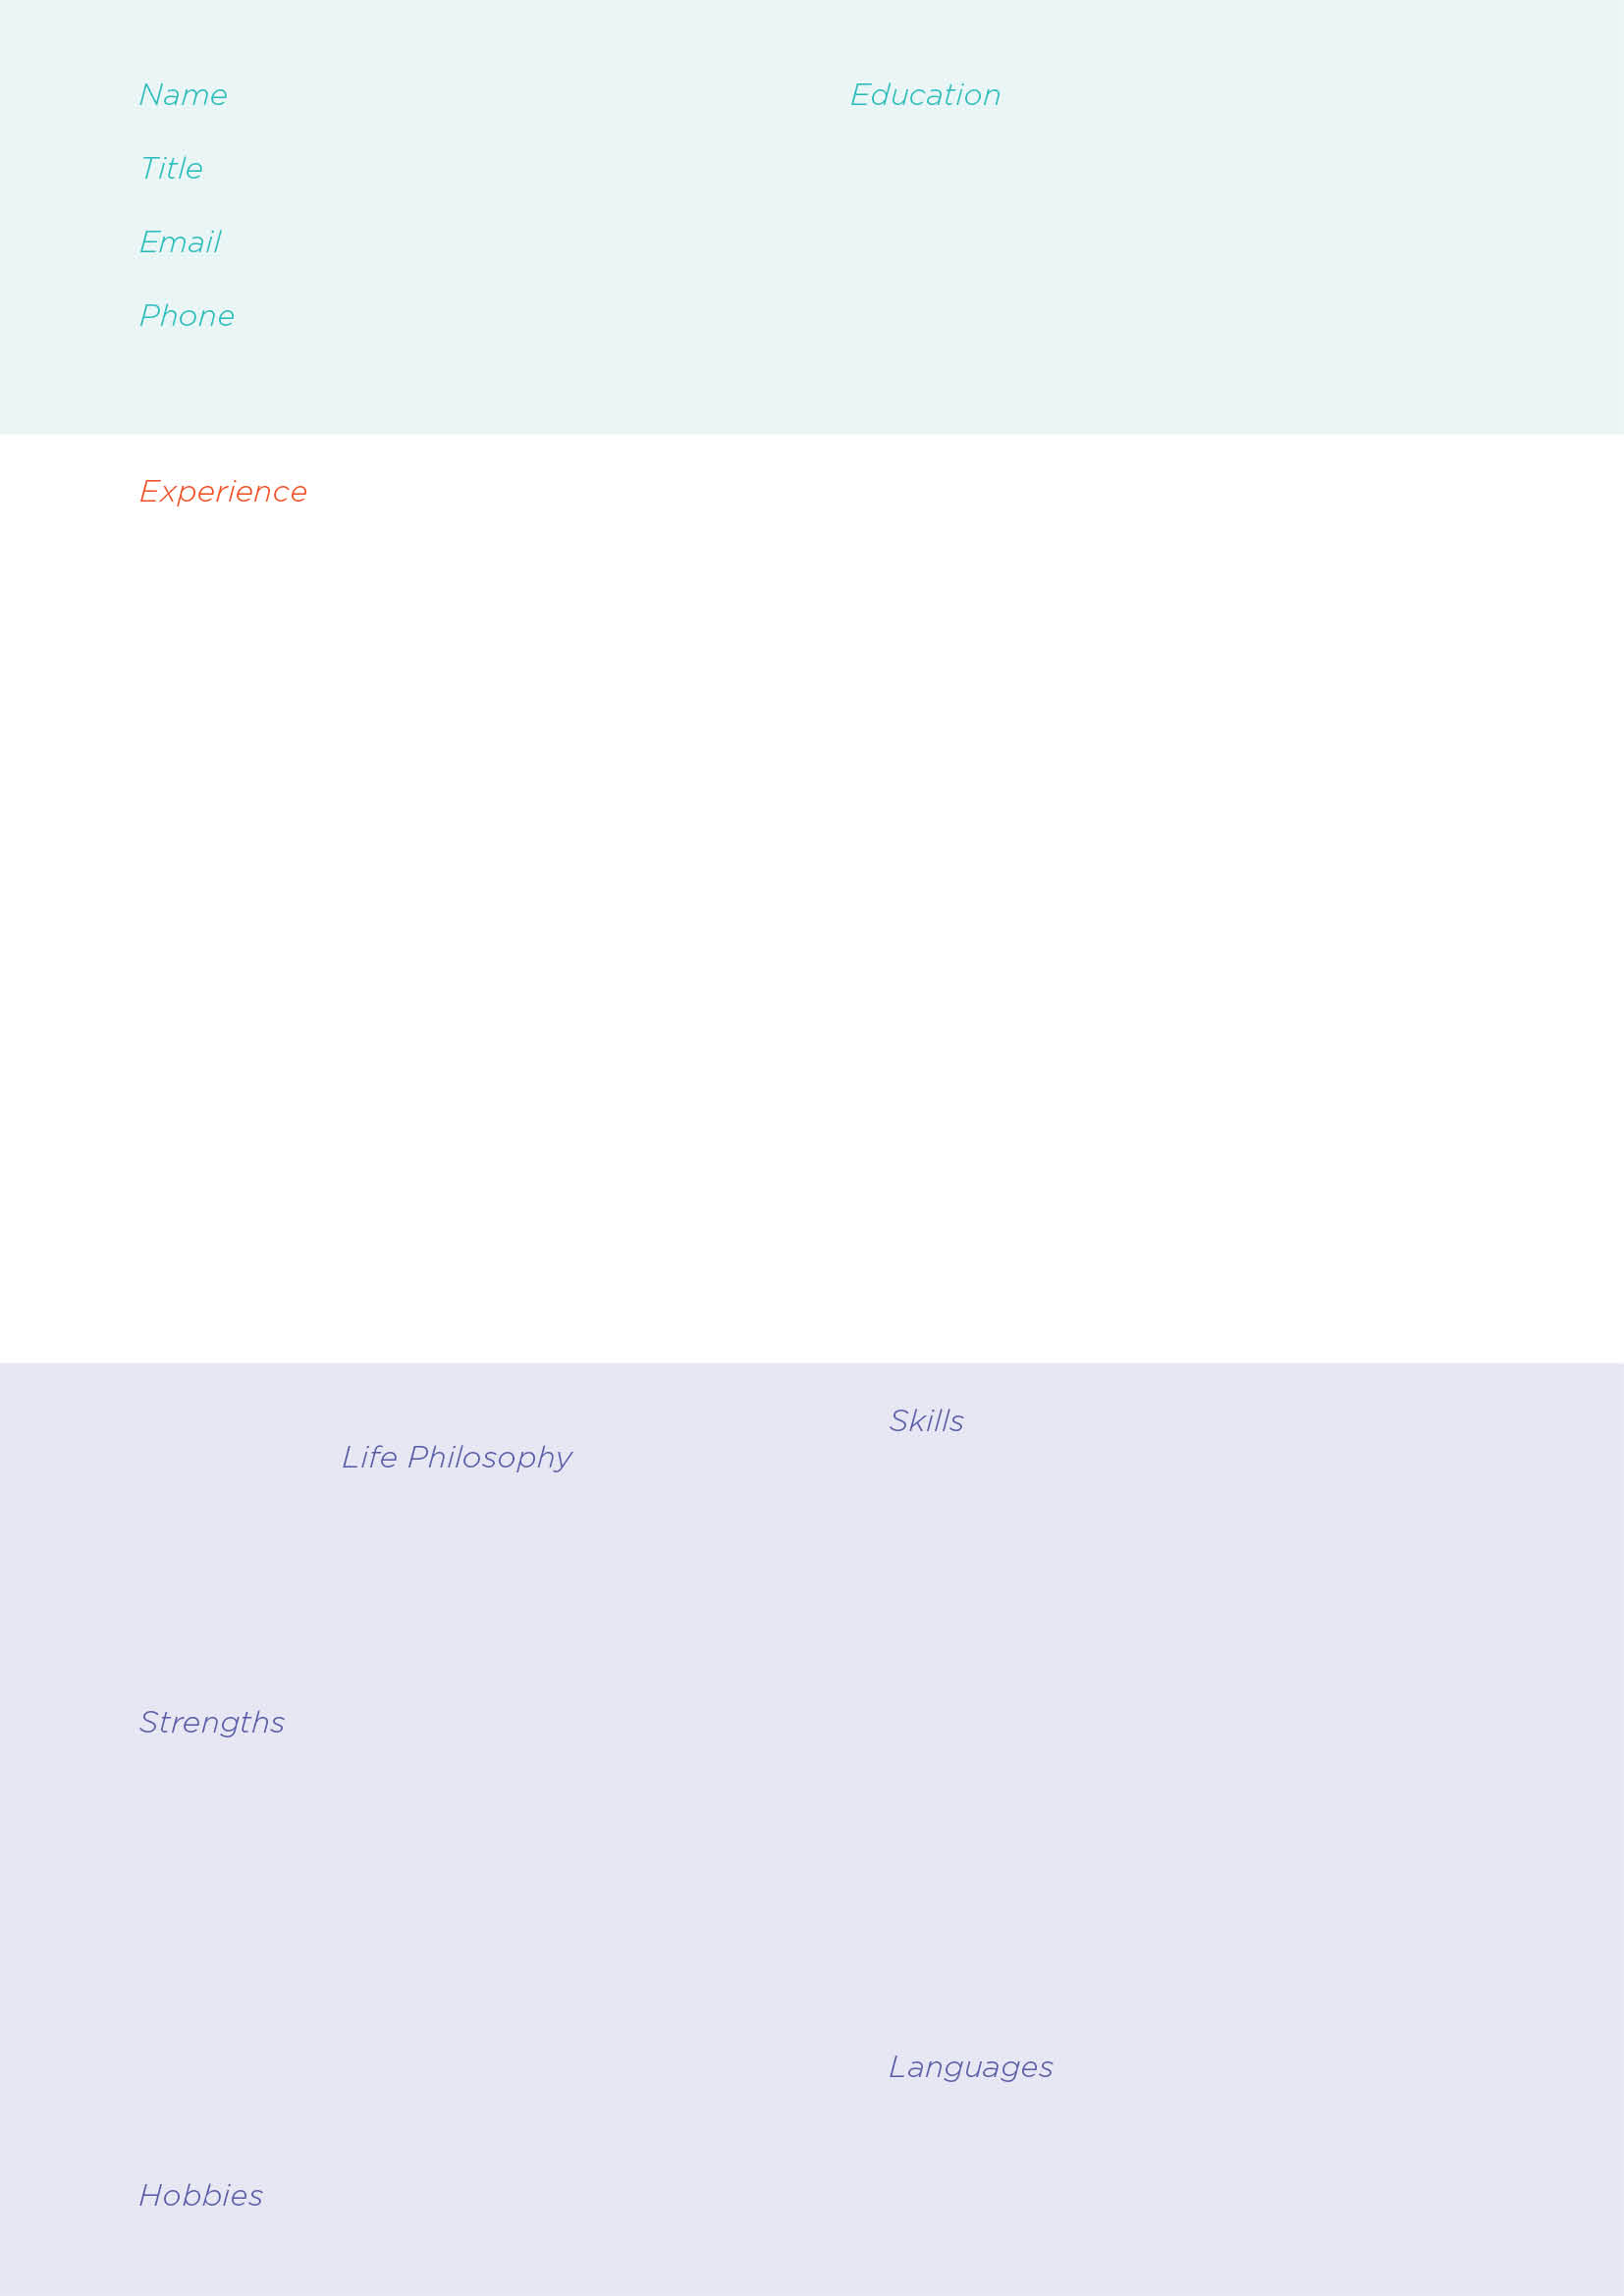 Name
Title
Email
Phone
Education
Experience
Life Philosophy
Strengths
Hobbies
Skills
Languages